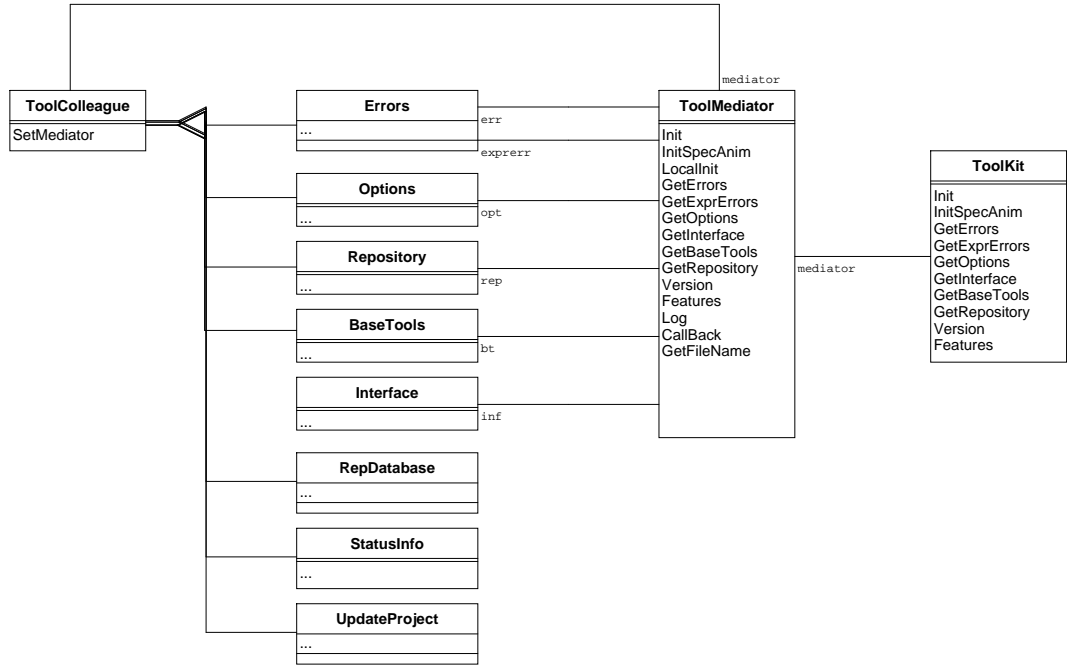 mediator
ToolColleague
SetMediator
Errors
...
err
exprerr
Options
...
opt
Repository
...
rep
BaseTools
...
bt
Interface
...
inf
RepDatabase
...
StatusInfo
...
UpdateProject
...
ToolMediator
Init
InitSpecAnim
LocalInit
GetErrors
GetExprErrors
GetOptions
GetInterface
GetBaseTools
GetRepository
Version
Features
Log
CallBack
GetFileName
mediator
ToolKit
Init
InitSpecAnim
GetErrors
GetExprErrors
GetOptions
GetInterface
GetBaseTools
GetRepository
Version
Features